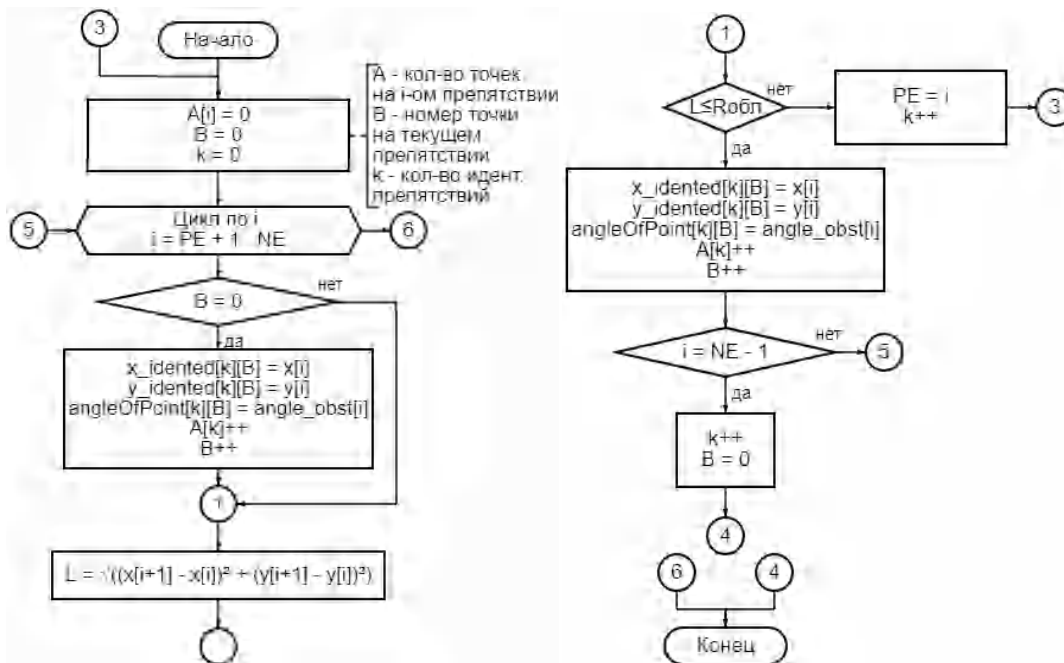 3
Начало
A[i] = 0
B = 0
k = 0
A - кол-во точек
на i-ом препятствии
B - номер точки
на текущем
препятствии
k - кол-во идент.
препятствий
5
Цикл по i
i = PE + 1 NE
6
B = 0
нет
да
x_idented[k][B] = x[i]
y_idented[k][B] = y[i]
angleOfPoint[k][B] = angle_obst[i]
A[k]++
B++
1
L = √((x[i+1] - x[i])² + (y[i+1] - y[i])²)
1
L≤Rобл
нет
PE = i
k++
3
да
x_idented[k][B] = x[i]
y_idented[k][B] = y[i]
angleOfPoint[k][B] = angle_obst[i]
A[k]++
B++
i = NE - 1
нет
5
да
k++
B = 0
4
6
4
Конец